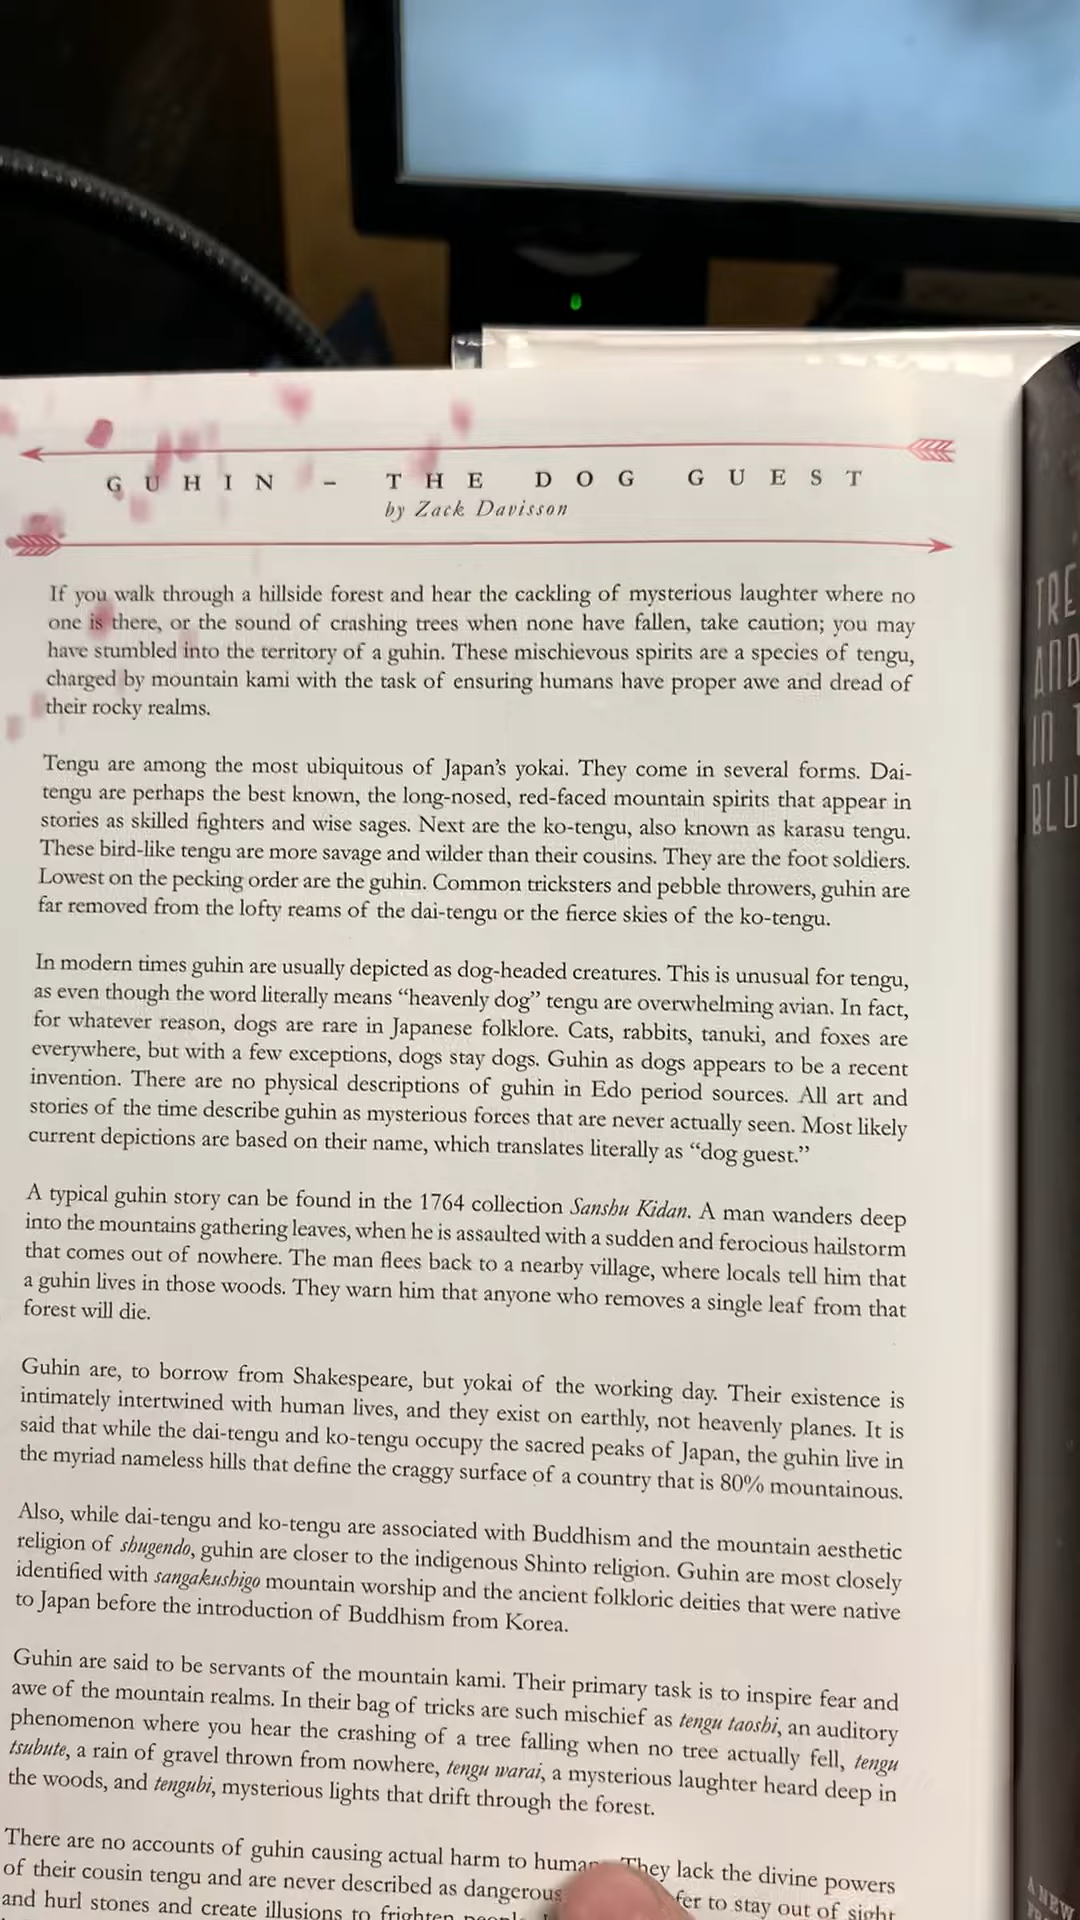 GUHIN – THE DOG GUEST
by Zack Davisson
If you walk through a hillside forest and hear the cackling of mysterious laughter where no
one is there, or the sound of crashing trees when none have fallen, take caution; you may
have stumbled into the territory of a guhin. These mischievous spirits are a species of tengu,
charged by mountain kami with the task of ensuring humans have proper awe and dread of
their rocky realms.
Tengu are among the most ubiquitous of Japan's yokai. They come in several forms. Dai-
tengu are perhaps the best known, the long-nosed, red-faced mountain spirits that appear in
stories as skilled fighters and wise sages. Next are the ko-tengu, also known as karasu tengu.
These bird-like tengu are more savage and wilder than their cousins. They are the foot soldiers.
Lowest on the pecking order are the guhin. Common tricksters and pebble throwers, guhin are
far removed from the lofty reams of the dai-tengu or the fierce skies of the ko-tengu.
In modern times guhin are usually depicted as dog-headed creatures. This is unusual for tengu,
as even though the word literally means “heavenly dog” tengu are overwhelming avian. In fact,
for whatever reason, dogs are rare in Japanese folklore. Cats, rabbits, tanuki, and foxes are
everywhere, but with a few exceptions, dogs stay dogs. Guhin as dogs appears to be a recent
invention. There are no physical descriptions of guhin in Edo period sources. All art and
stories of the time describe guhin as mysterious forces that are never actually seen. Most likely
current depictions are based on their name, which translates literally as “dog guest.”
A typical guhin story can be found in the 1764 collection Sanshu Kidan. A man wanders deep
into the mountains gathering leaves, when he is assaulted with a sudden and ferocious hailstorm
that comes out of nowhere. The man flees back to a nearby village, where locals tell him that
a guhin lives in those woods. They warn him that anyone who removes a single leaf from that
forest will die.
Guhin are, to borrow from Shakespeare, but yokai of the working day. Their existence is
intimately intertwined with human lives, and they exist on earthly, not heavenly planes. It is
said that while the dai-tengu and ko-tengu occupy the sacred peaks of Japan, the guhin live in
the myriad nameless hills that define the craggy surface of a country that is 80% mountainous.
Also, while dai-tengu and ko-tengu are associated with Buddhism and the mountain aesthetic
religion of shugendo, guhin are closer to the indigenous Shinto religion. Guhin are most closely
identified with sangakushigo mountain worship and the ancient folkloric deities that were native
to Japan before the introduction of Buddhism from Korea.
Guhin are said to be servants of the mountain kami. Their primary task is to inspire fear and
awe of the mountain realms. In their bag of tricks are such mischief as tengu taoshi, an auditory
phenomenon where you hear the crashing of a tree falling when no tree actually fell, tengu
tsubute, a rain of gravel thrown from nowhere, tengu warai, a mysterious laughter heard deep in
the woods, and tengubi, mysterious lights that drift through the forest.
There are no accounts of guhin causing actual harm to They lack the divine powers
of their cousin tengu and are never described as dangerous to stay out of sight
and hurl stones and create illusions to frighten
TRE
AND
IN T
BLU
A NEW